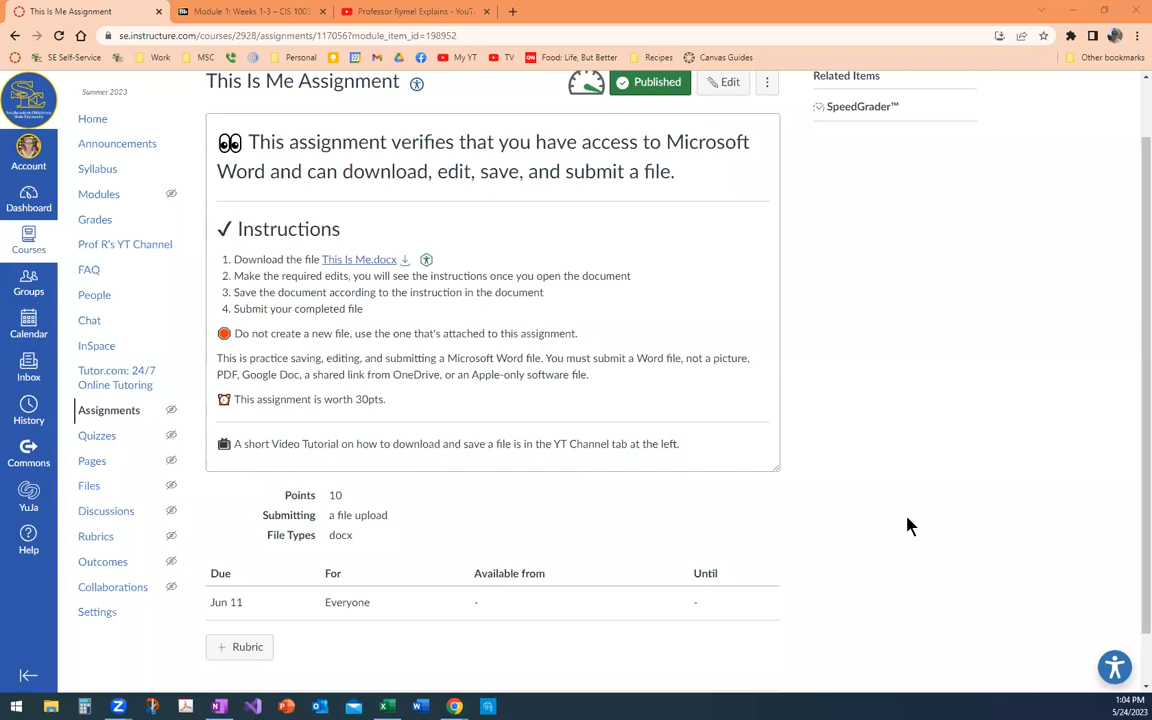 This Is Me Assignment
Module 1: Weeks 1-3 – CIS 1003
Professor Rymel Explains - YouT
se.instructure.com/courses/2928/assignments/117056?module_item_id=198952
SE Self-Service
Work
MSC
Personal
My YT
TV
Food: Life, But Better
Recipes
Canvas Guides
Other bookmarks
Account
Dashboard
Courses
Groups
Calendar
Inbox
History
Commons
YuJa
Help
Summer 2023
Home
Announcements
Syllabus
Modules
Grades
Prof R's YT Channel
FAQ
People
Chat
InSpace
Tutor.com: 24/7
Online Tutoring
Assignments
Quizzes
Pages
Files
Discussions
Rubrics
Outcomes
Collaborations
Settings
This Is Me Assignment
Published
Edit
This assignment verifies that you have access to Microsoft
Word and can download, edit, save, and submit a file.
✓ Instructions
1. Download the file This Is Me.docx
2. Make the required edits, you will see the instructions once you open the document
3. Save the document according to the instruction in the document
4. Submit your completed file
Do not create a new file, use the one that's attached to this assignment.
This is practice saving, editing, and submitting a Microsoft Word file. You must submit a Word file, not a picture,
PDF, Google Doc, a shared link from OneDrive, or an Apple-only software file.
This assignment is worth 30pts.
A short Video Tutorial on how to download and save a file is in the YT Channel tab at the left.
Points 10
Submitting a file upload
File Types docx
Due For Available from Until
Jun 11 Everyone - -
+ Rubric
Related Items
SpeedGrader™
1:04 PM
5/24/2023